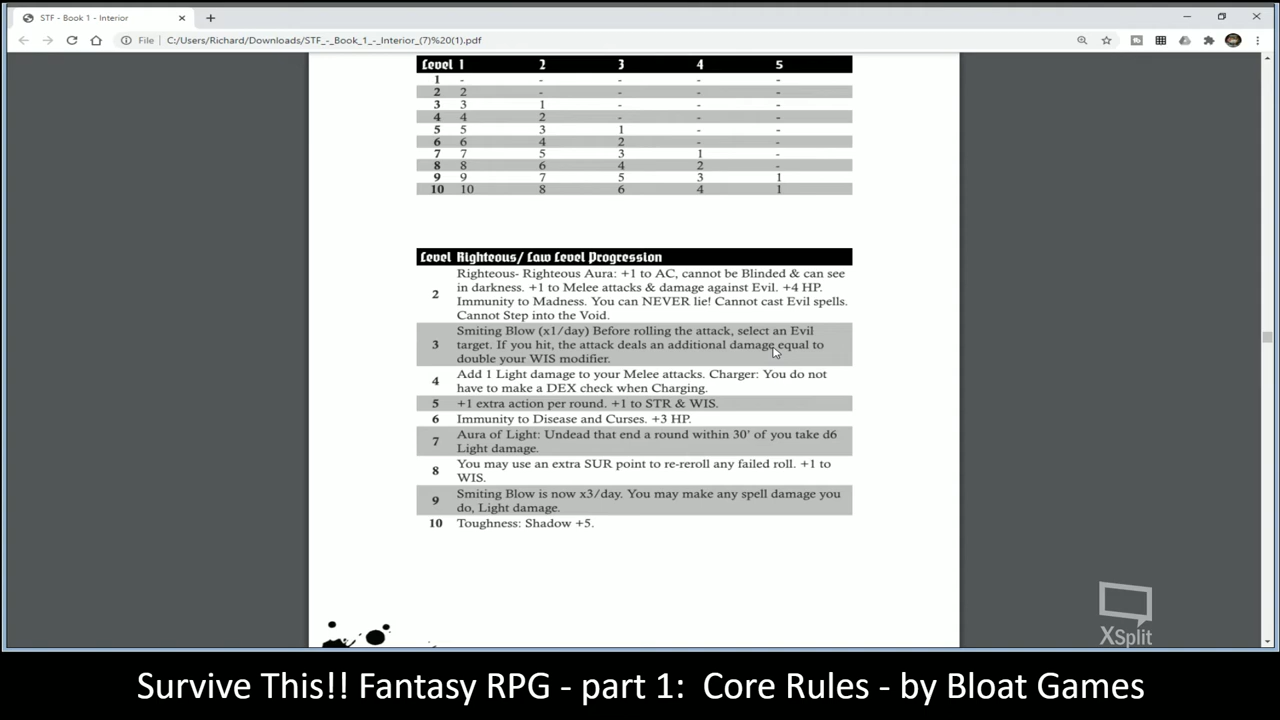 STF - Book 1 - Interior
File | C:/Users/Richard/Downloads/STF_-_Book_1_-_Interior_(7)%20(1).pdf
Level 1 2 3 4 5
1 - - - - -
2 2 - - - -
3 3 1 - - -
4 4 2 - - -
5 5 3 1 - -
6 6 4 2 - -
7 7 5 3 1 -
8 8 6 4 2 -
9 9 7 5 3 1
10 10 8 6 4 1
Level Righteous/ Law Level Progression
Righteous- Righteous Aura: +1 to AC, cannot be Blinded & can see
in darkness. +1 to Melee attacks & damage against Evil. +4 HP.
2
Immunity to Madness. You can NEVER lie! Cannot cast Evil spells.
Cannot Step into the Void.
Smiting Blow (x1/day) Before rolling the attack, select an Evil
3 target. If you hit, the attack deals an additional damage equal to
double your WIS modifier.
4 Add 1 Light damage to your Melee attacks. Charger: You do not
have to make a DEX check when Charging.
5 +1 extra action per round. +1 to STR & WIS.
6 Immunity to Disease and Curses. +3 HP.
7 Aura of Light: Undead that end a round within 30' of you take d6
Light damage.
8 You may use an extra SUR point to re-reroll any failed roll. +1 to
WIS.
9 Smiting Blow is now x3/day. You may make any spell damage you
do, Light damage.
10 Toughness: Shadow +5.
XSplit
Survive This!! Fantasy RPG - part 1: Core Rules - by Bloat Games